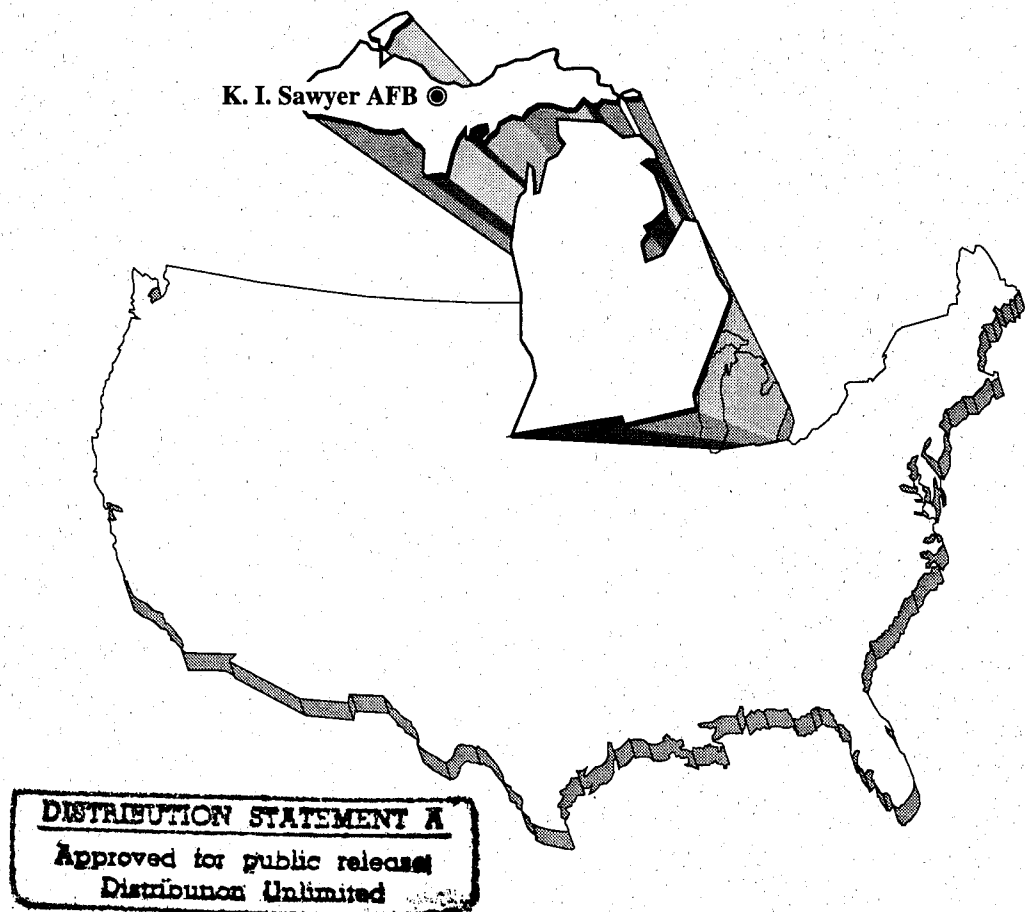 K. I. Sawyer AFB
DISTRIBUTION STATEMENT A
Approved for public release;
Distribution Unlimited